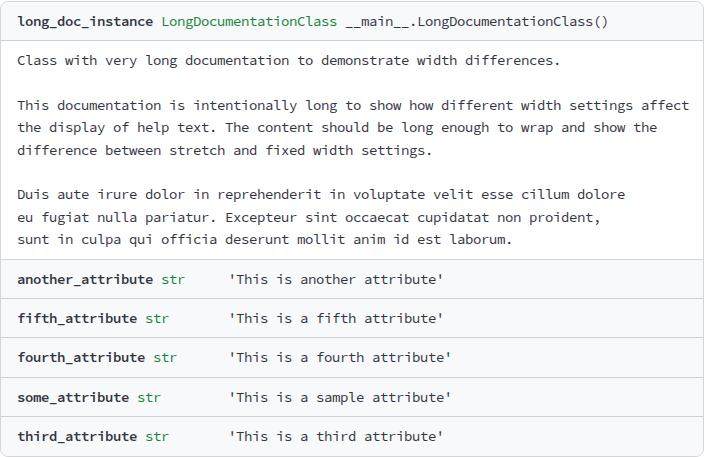 long_doc_instance LongDocumentationClass __main__.LongDocumentationClass()
Class with very long documentation to demonstrate width differences.
This documentation is intentionally long to show how different width settings affect
the display of help text. The content should be long enough to wrap and show the
difference between stretch and fixed width settings.
Duis aute irure dolor in reprehenderit in voluptate velit esse cillum dolore
eu fugiat nulla pariatur. Excepteur sint occaecat cupidatat non proident,
sunt in culpa qui officia deserunt mollit anim id est laborum.
another_attribute str 'This is another attribute'
fifth_attribute str 'This is a fifth attribute'
fourth_attribute str 'This is a fourth attribute'
some_attribute str 'This is a sample attribute'
third_attribute str 'This is a third attribute'